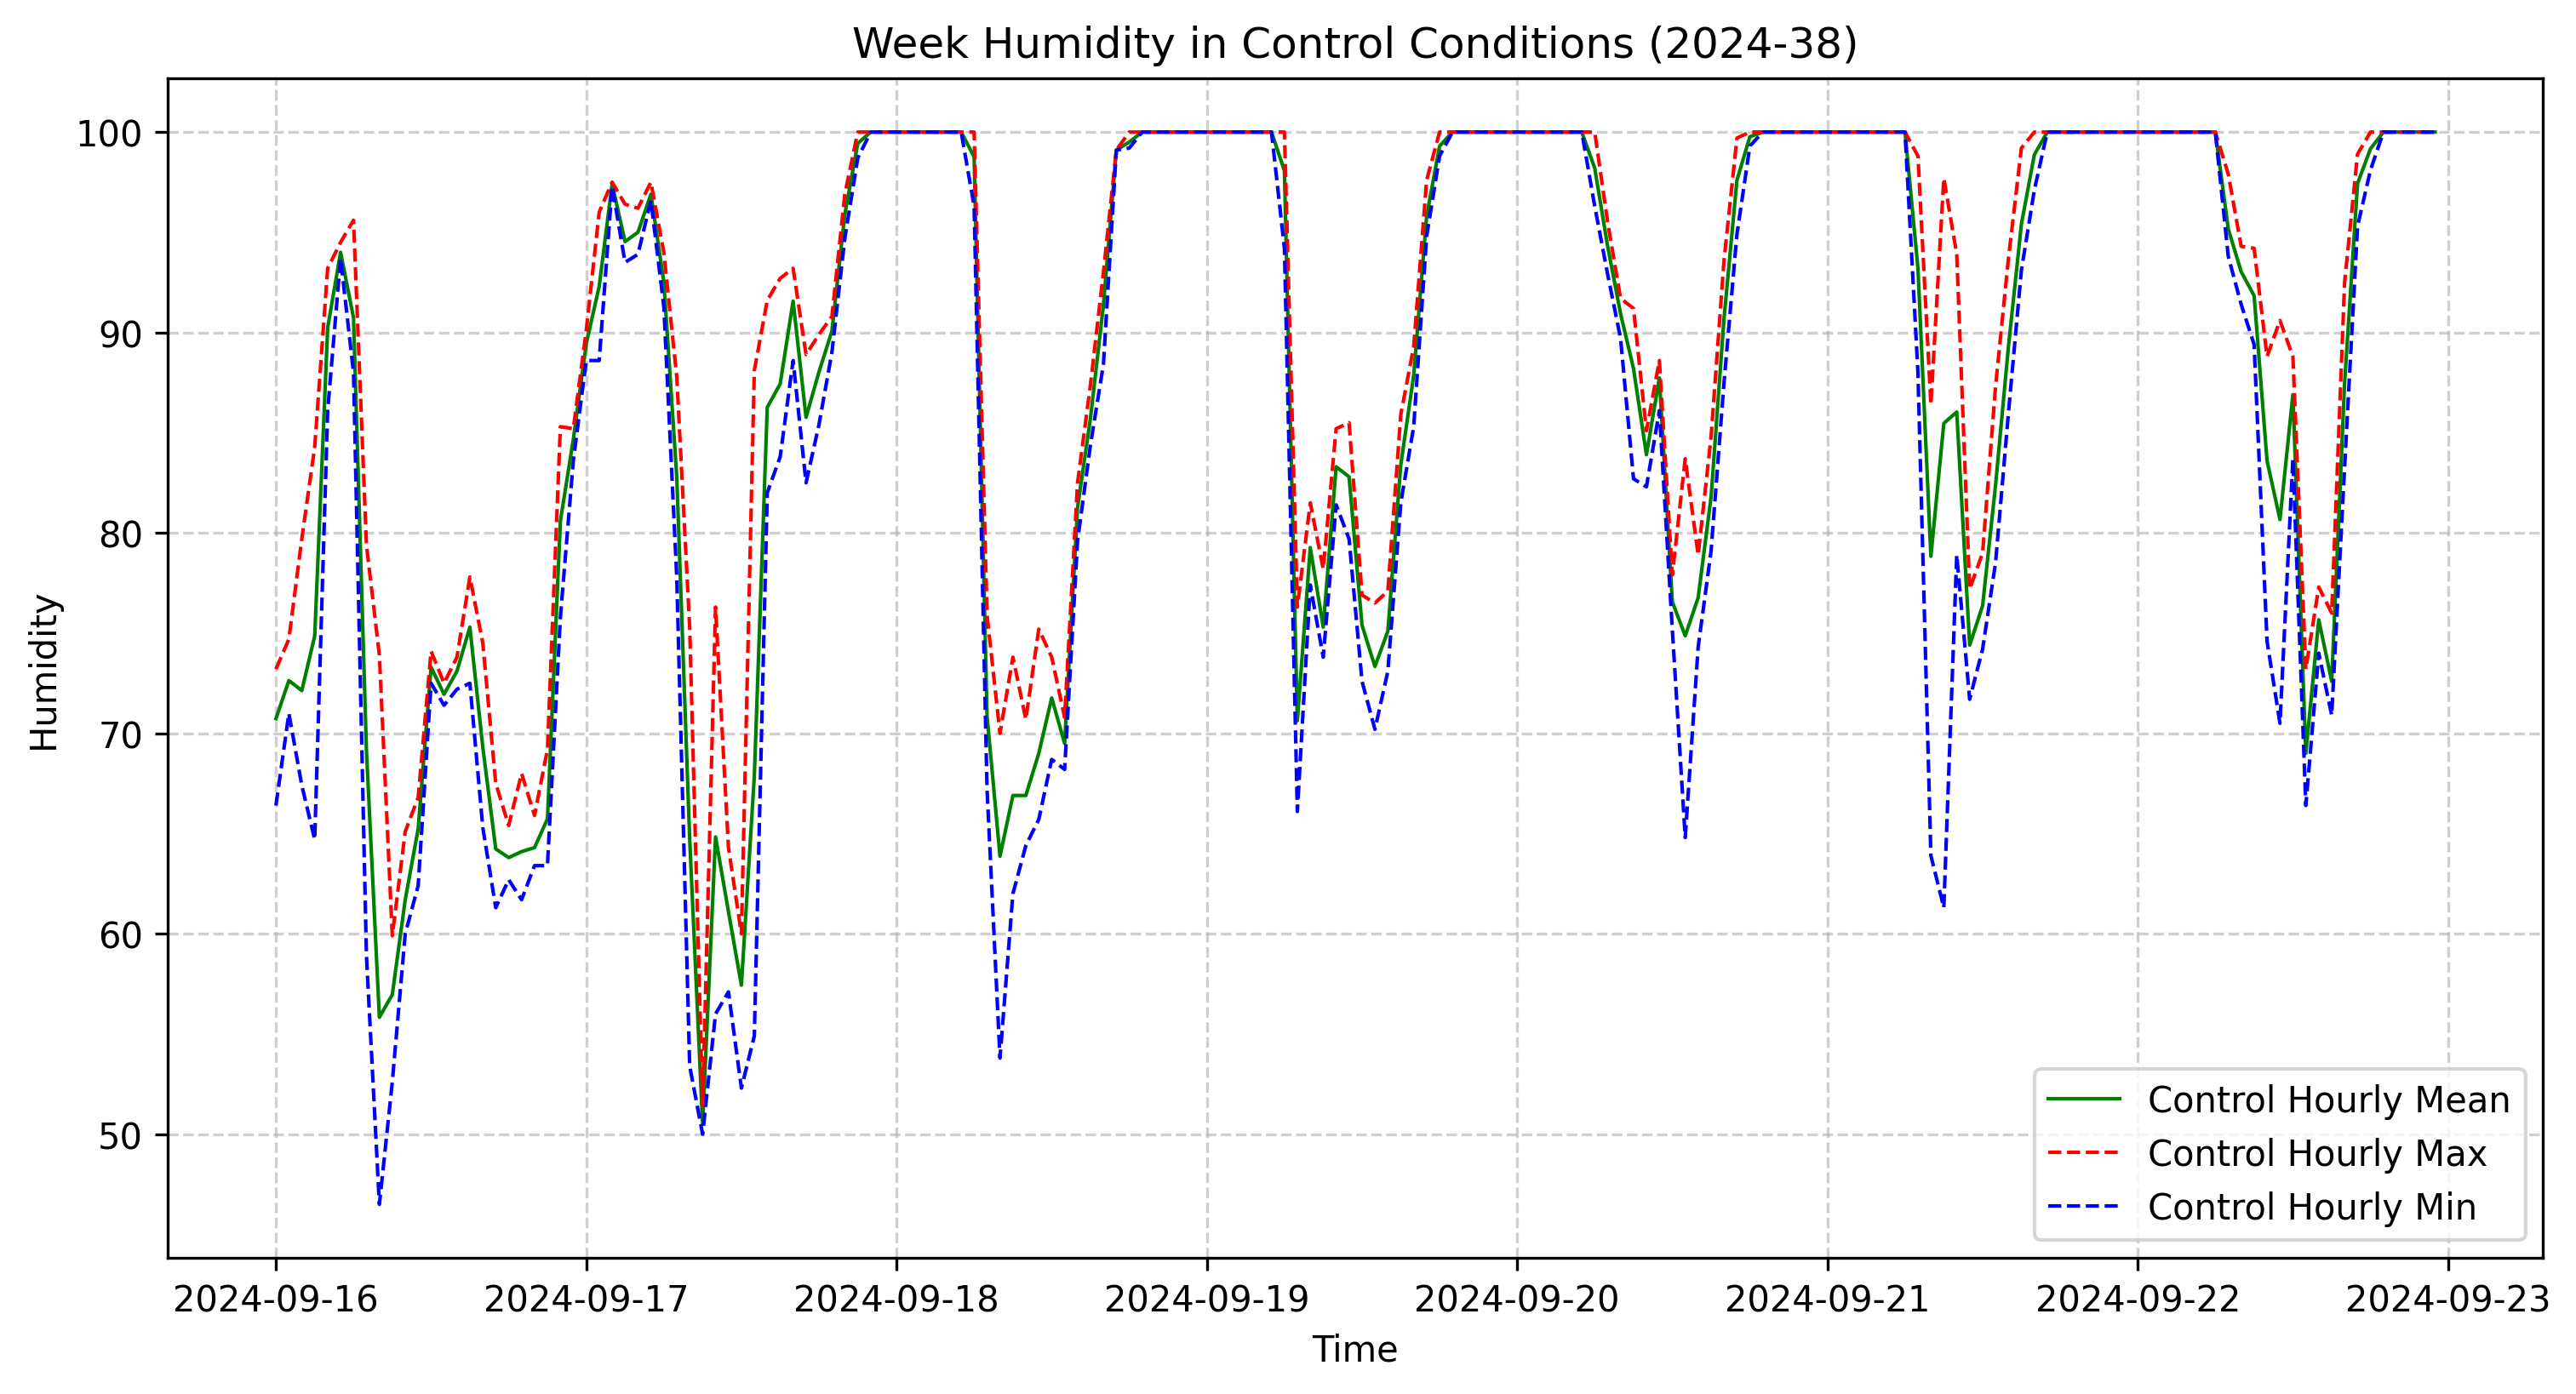 Week Humidity in Control Conditions (2024-38)
100
90
80
70
60
50
Humidity
Control Hourly Mean
Control Hourly Max
Control Hourly Min
2024-09-16 2024-09-17 2024-09-18 2024-09-19 2024-09-20 2024-09-21 2024-09-22 2024-09-23
Time